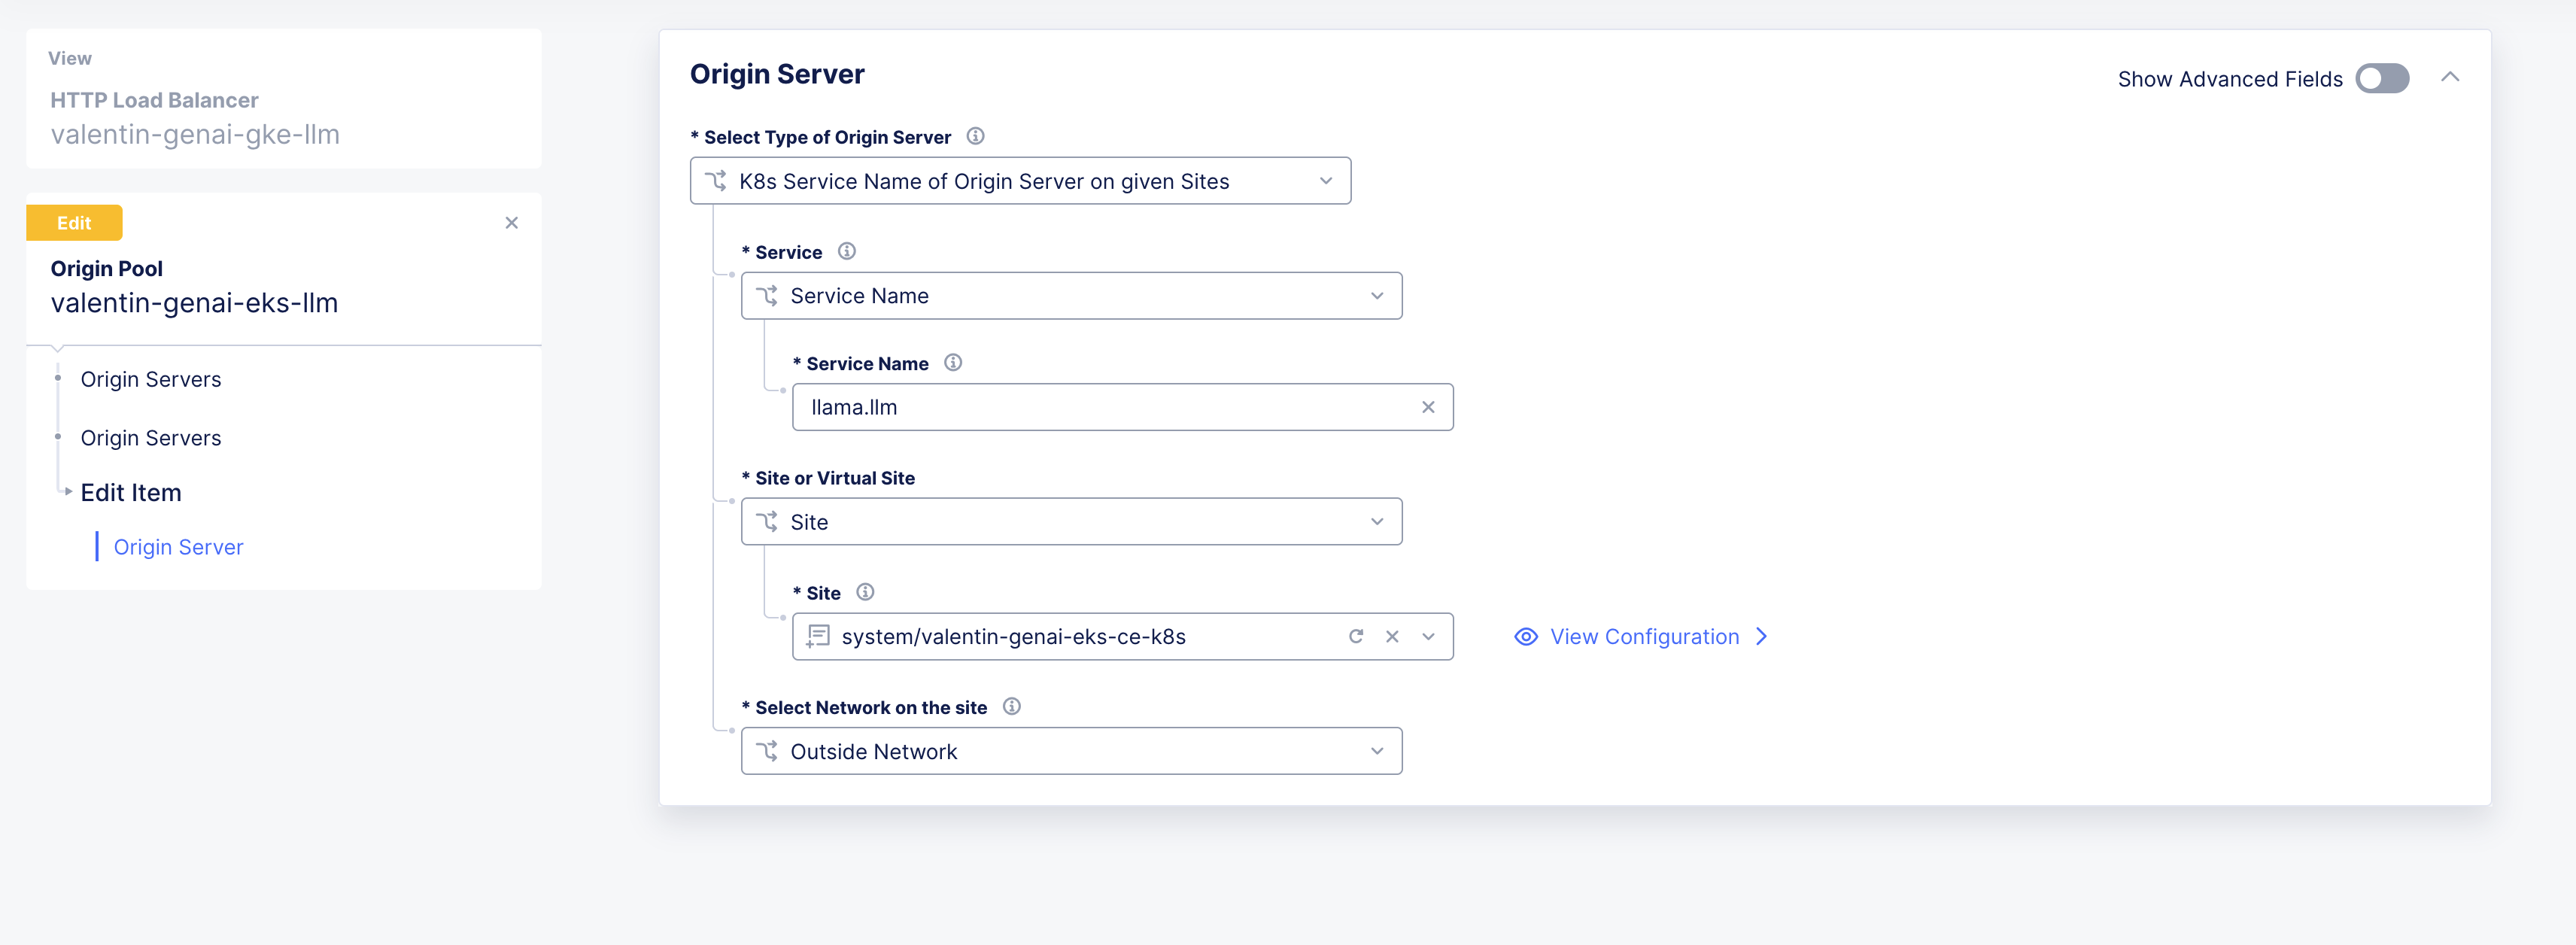 View
HTTP Load Balancer
valentin-genai-gke-llm
Edit
Origin Pool
valentin-genai-eks-llm
Origin Servers
Origin Servers
Edit Item
Origin Server
Origin Server
Show Advanced Fields
* Select Type of Origin Server
K8s Service Name of Origin Server on given Sites
* Service
Service Name
* Service Name
llama.llm
* Site or Virtual Site
Site
* Site
system/valentin-genai-eks-ce-k8s
View Configuration
* Select Network on the site
Outside Network